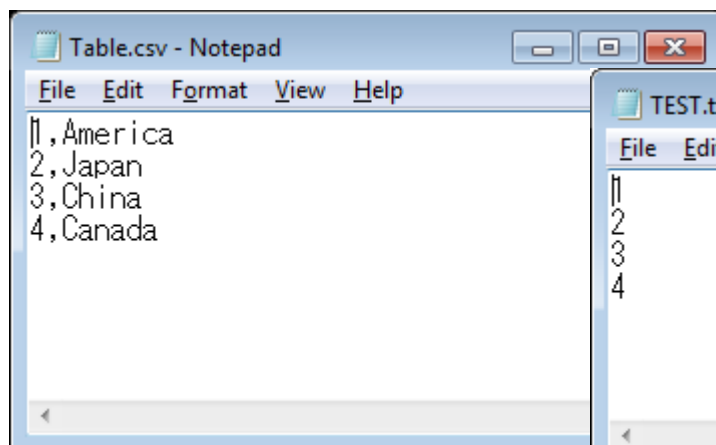 Table.csv - Notepad
File Edit Format View Help
1,America
2,Japan
3,China
4,Canada
TEST.t
File Edi
1
2
3
4